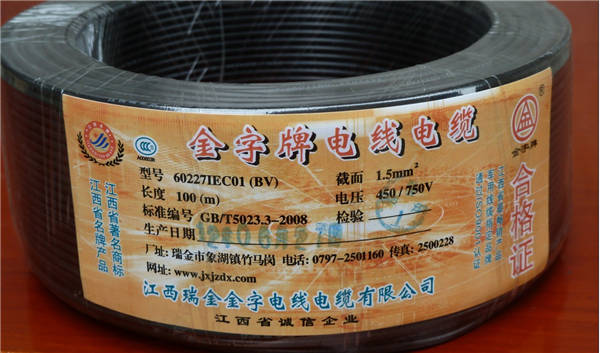 金字牌电线电缆
型号 60227IEC01 (BV) 截面 1.5mm²
长度 100 (m) 电压 450/750V
标准编号 GB/T5023.3-2008 检验
生产日期
厂址: 瑞金市象湖镇竹马岗 电话: 0797-2501160 传真: 2500228
网址: www.jxjzdx.com
江西瑞金金字电线电缆有限公司
江西省诚信企业
江西省著名商标
江西省名牌产品
金
®
金字牌
合格证